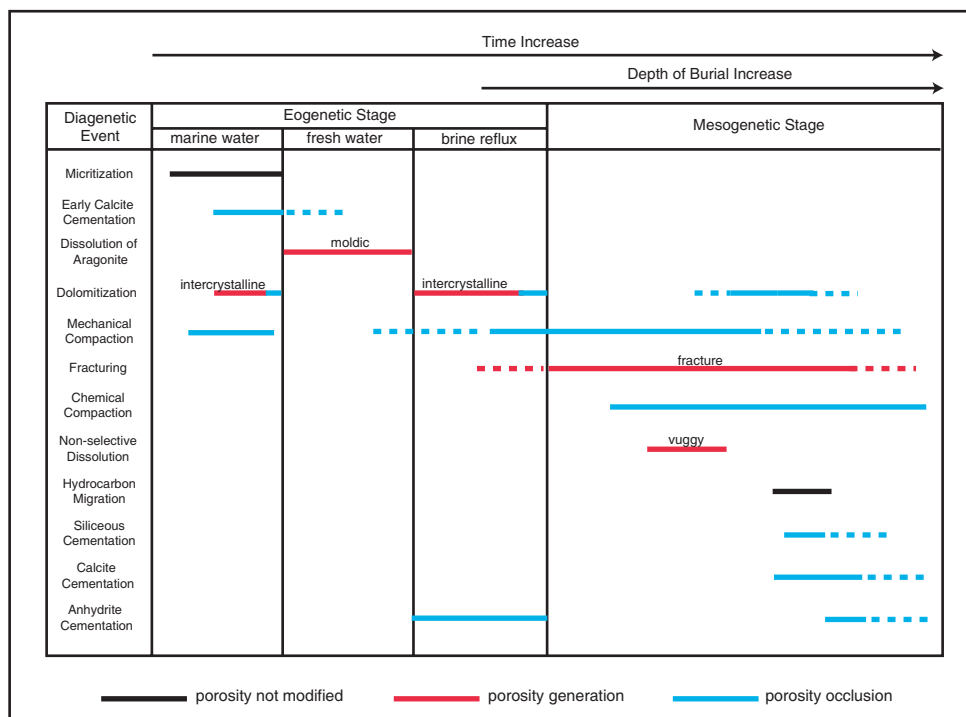 Time Increase
Depth of Burial Increase
Diagenetic
Event
Eogenetic Stage
marine water
fresh water
brine reflux
Mesogenetic Stage
Micritization
Early Calcite
Cementation
Dissolution of
Aragonite
moldic
Dolomitization
intercrystalline
intercrystalline
Mechanical
Compaction
Fracturing
fracture
Chemical
Compaction
Non-selective
Dissolution
vuggy
Hydrocarbon
Migration
Siliceous
Cementation
Calcite
Cementation
Anhydrite
Cementation
porosity not modified
porosity generation
porosity occlusion